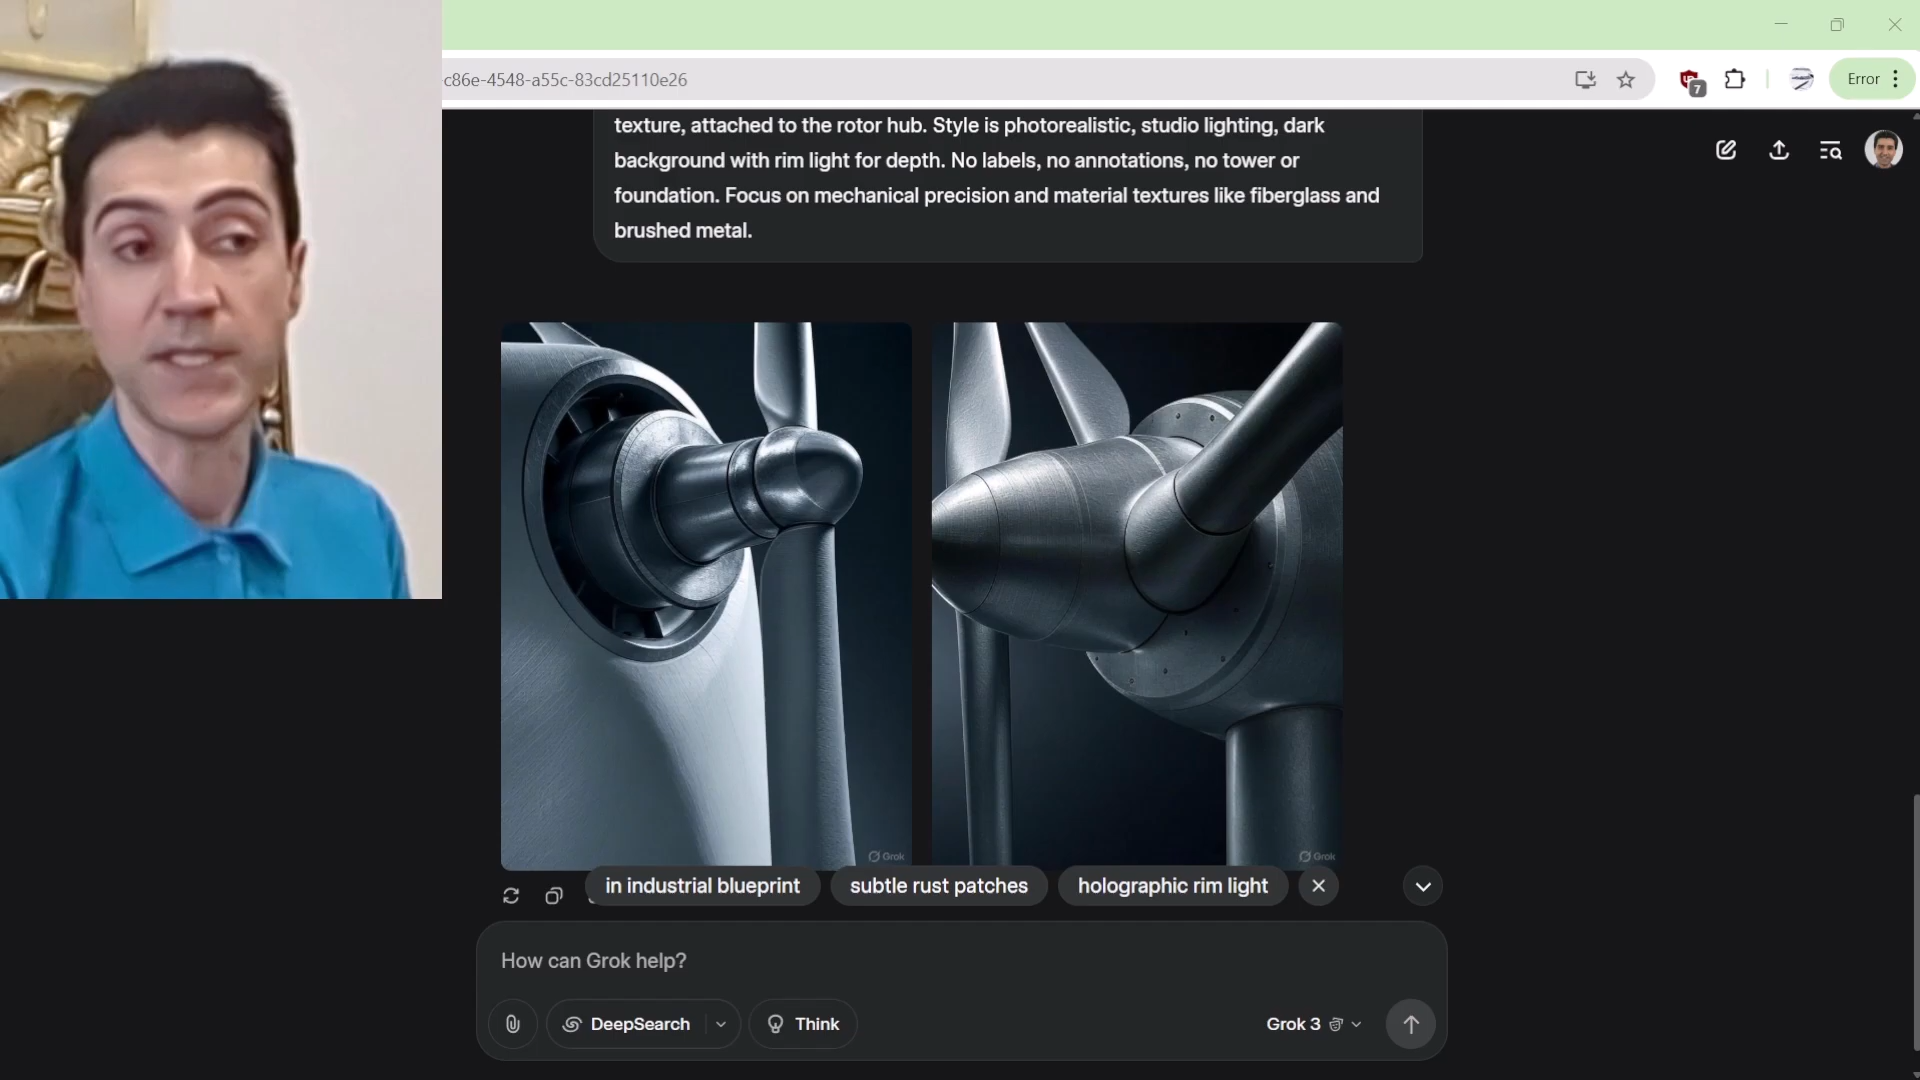 c86e-4548-a55c-83cd25110e26
7
Error
texture, attached to the rotor hub. Style is photorealistic, studio lighting, dark
background with rim light for depth. No labels, no annotations, no tower or
foundation. Focus on mechanical precision and material textures like fiberglass and
brushed metal.
Grok
Grok
in industrial blueprint
subtle rust patches
holographic rim light
How can Grok help?
DeepSearch
Think
Grok 3